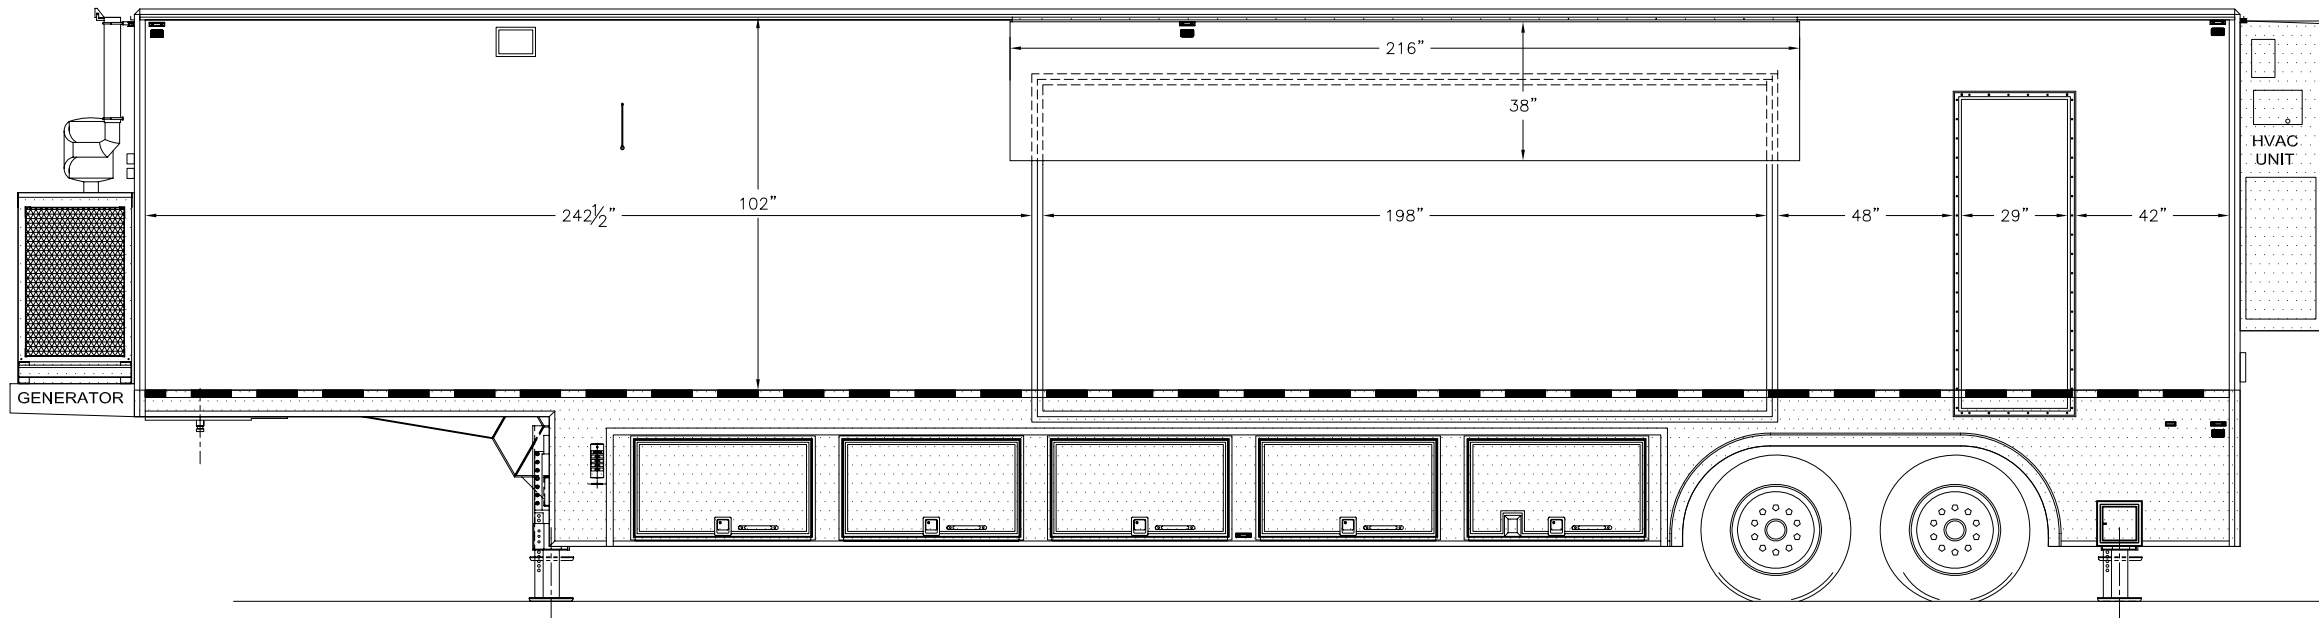 216”
38”
HVAC
UNIT
102”
242½”
198”
48”
29”
42”
GENERATOR